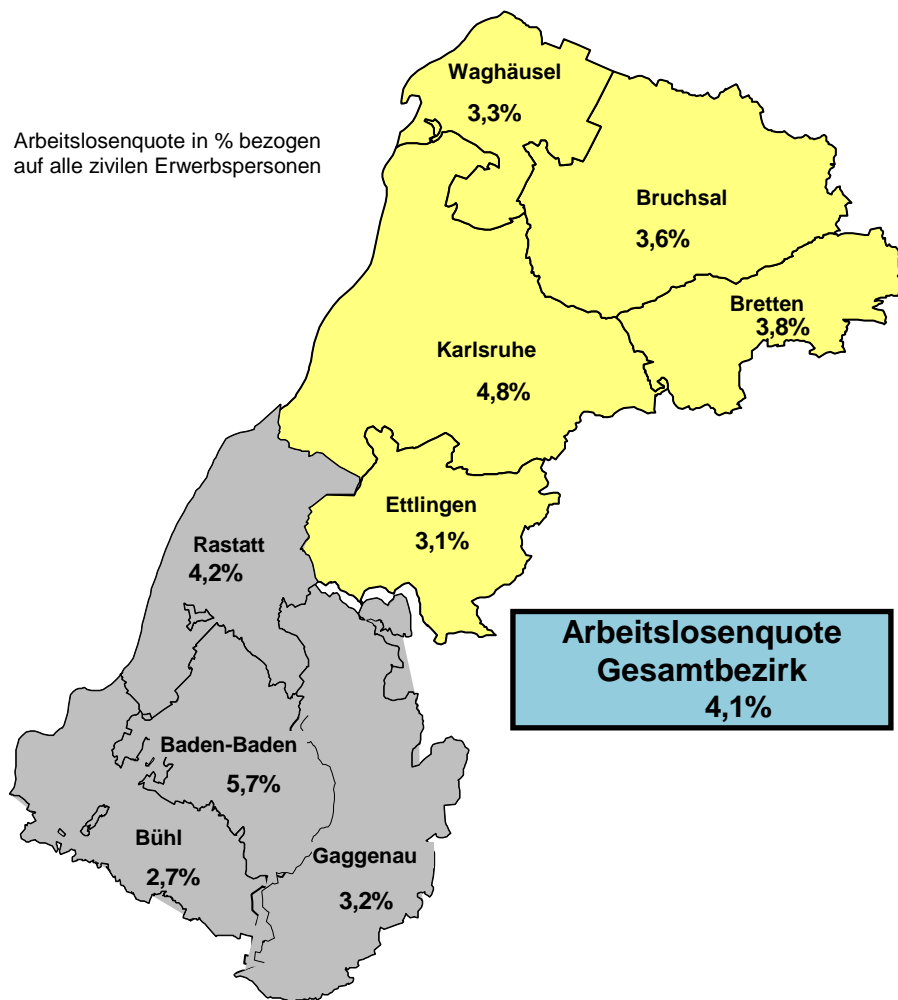 Waghäusel
3,3%
Arbeitslosenquote in % bezogen
auf alle zivilen Erwerbspersonen
Bruchsal
3,6%
Bretten
3,8%
Karlsruhe
4,8%
Ettlingen
3,1%
Rastatt
4,2%
Arbeitslosenquote
Gesamtbezirk
4,1%
Baden-Baden
5,7%
Bühl
2,7%
Gaggenau
3,2%